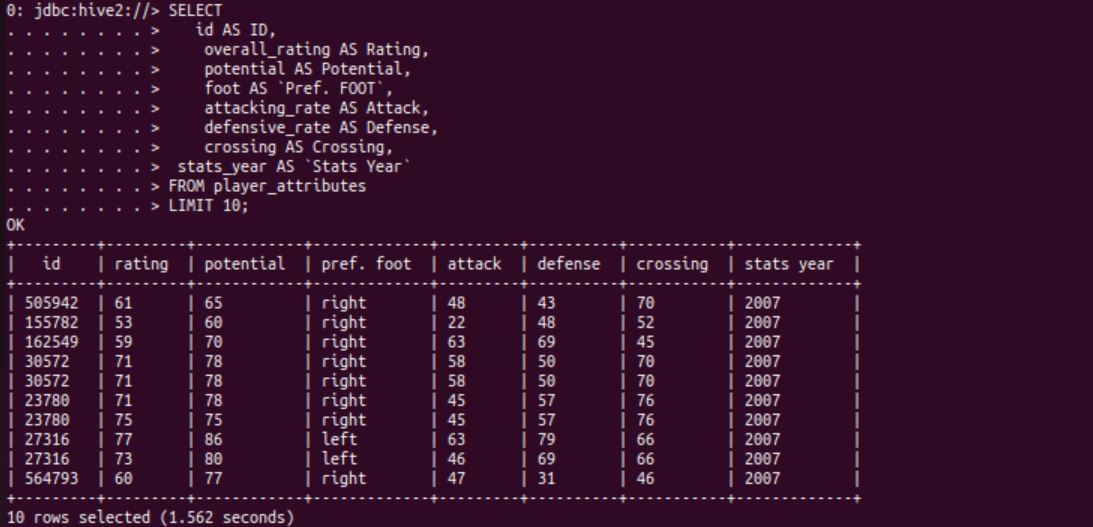 0: jdbc:hive2://> SELECT
. . . . . . . . >    id AS ID,
. . . . . . . . >     overall_rating AS Rating,
. . . . . . . . >     potential AS Potential,
. . . . . . . . >     foot AS `Pref. FOOT`,
. . . . . . . . >     attacking_rate AS Attack,
. . . . . . . . >     defensive_rate AS Defense,
. . . . . . . . >     crossing AS Crossing,
. . . . . . . . >  stats_year AS `Stats Year`
. . . . . . . . > FROM player_attributes
. . . . . . . . > LIMIT 10;
OK
+---------+---------+------------+-------------+---------+----------+-----------+-------------+
|   id    | rating  | potential  | pref. foot  | attack  | defense  | crossing  | stats year  |
+---------+---------+------------+-------------+---------+----------+-----------+-------------+
| 505942  | 61      | 65         | right       | 48      | 43       | 70        | 2007        |
| 155782  | 53      | 60         | right       | 22      | 48       | 52        | 2007        |
| 162549  | 59      | 70         | right       | 63      | 69       | 45        | 2007        |
| 30572   | 71      | 78         | right       | 58      | 50       | 70        | 2007        |
| 30572   | 71      | 78         | right       | 58      | 50       | 70        | 2007        |
| 23780   | 71      | 78         | right       | 45      | 57       | 76        | 2007        |
| 23780   | 75      | 75         | right       | 45      | 57       | 76        | 2007        |
| 27316   | 77      | 86         | left        | 63      | 79       | 66        | 2007        |
| 27316   | 73      | 80         | left        | 46      | 69       | 66        | 2007        |
| 564793  | 60      | 77         | right       | 47      | 31       | 46        | 2007        |
+---------+---------+------------+-------------+---------+----------+-----------+-------------+
10 rows selected (1.562 seconds)